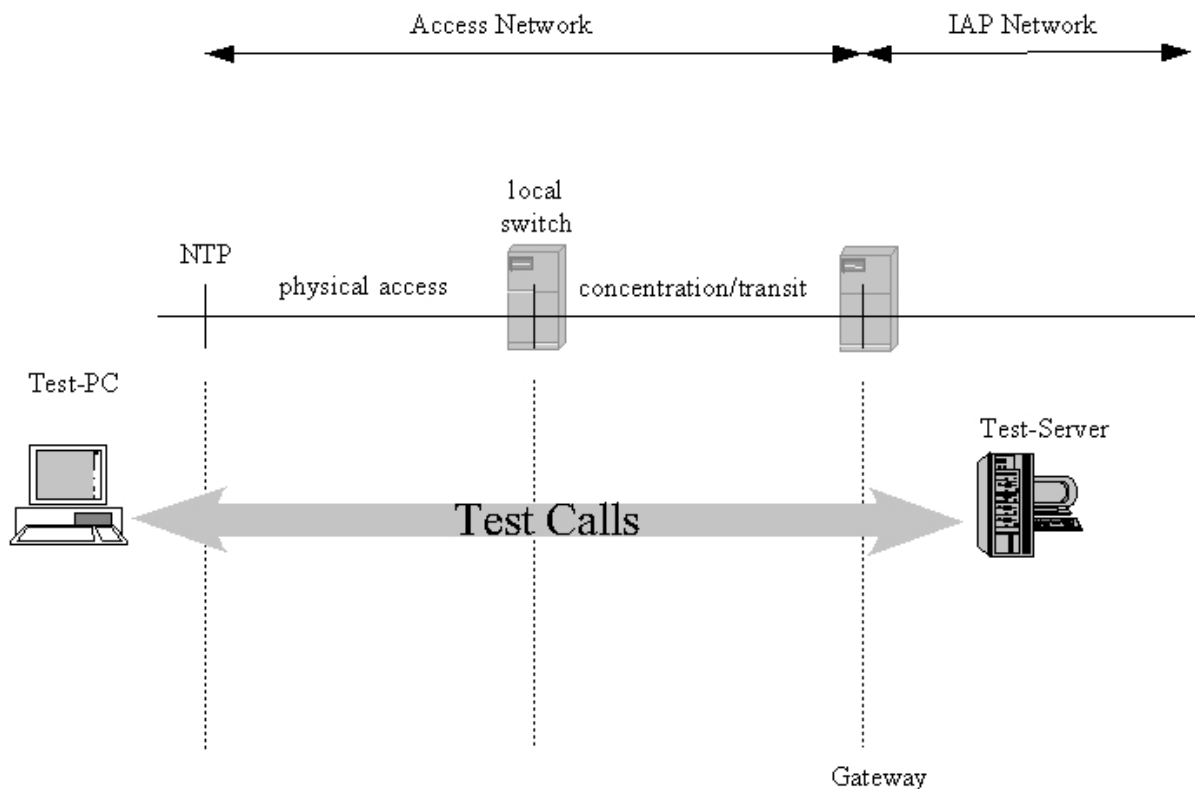 Access Network
IAP Network
local
switch
NTP
physical access
concentration/transit
Test-PC
Test-Server
Test Calls
Gateway